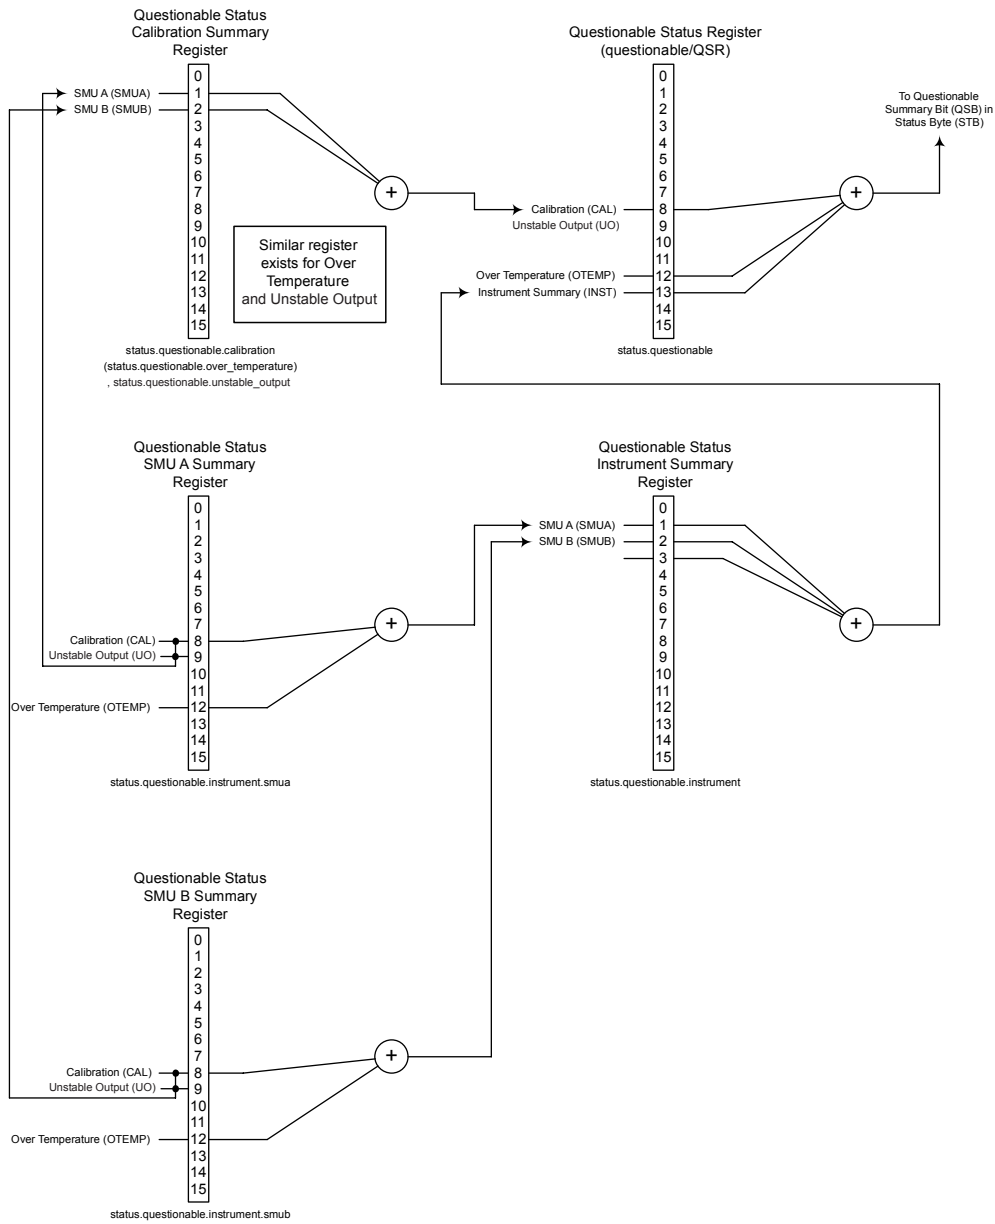 Questionable Status
Calibration Summary
Register
0
1
2
3
4
5
6
7
8
9
10
11
12
13
14
15
SMU A (SMUA)
SMU B (SMUB)
+
Similar register
exists for Over
Temperature
and Unstable Output
status.questionable.calibration
(status.questionable.over_temperature)
, status.questionable.unstable_output
Questionable Status Register
(questionable/QSR)
0
1
2
3
4
5
6
7
8
9
10
11
12
13
14
15
Calibration (CAL)
Unstable Output (UO)
Over Temperature (OTEMP)
Instrument Summary (INST)
+
To Questionable
Summary Bit (QSB) in
Status Byte (STB)
status.questionable
Questionable Status
SMU A Summary
Register
0
1
2
3
4
5
6
7
8
9
10
11
12
13
14
15
Calibration (CAL)
Unstable Output (UO)
Over Temperature (OTEMP)
+
status.questionable.instrument.smua
Questionable Status
Instrument Summary
Register
0
1
2
3
4
5
6
7
8
9
10
11
12
13
14
15
SMU A (SMUA)
SMU B (SMUB)
+
status.questionable.instrument
Questionable Status
SMU B Summary
Register
0
1
2
3
4
5
6
7
8
9
10
11
12
13
14
15
Calibration (CAL)
Unstable Output (UO)
Over Temperature (OTEMP)
+
status.questionable.instrument.smub